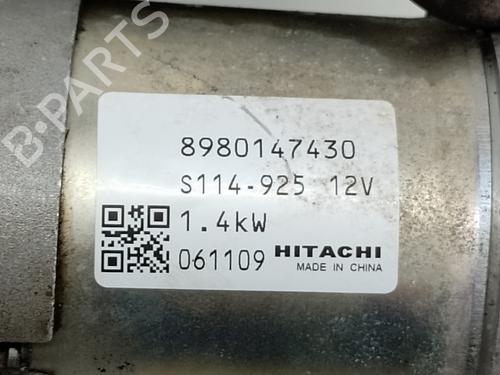 B-PARTS
8980147430
S114-925 12V
1.4kW
061109 HITACHI
MADE IN CHINA